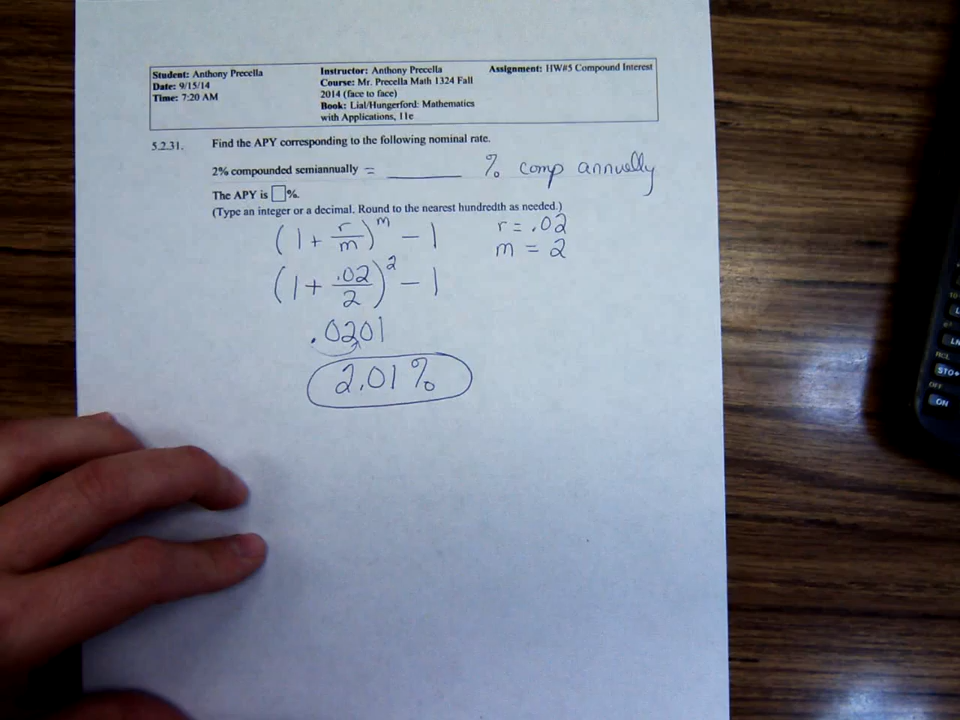 Student: Anthony Precella
Date: 9/15/14
Time: 7:20 AM
Instructor: Anthony Precella
Course: Mr. Precella Math 1324 Fall
2014 (face to face)
Book: Lial/Hungerford: Mathematics
with Applications, 11e
Assignment: HW#5 Compound Interest
5.2.31. Find the APY corresponding to the following nominal rate.
2% compounded semiannually = ______ % comp annually
The APY is □%.
(Type an integer or a decimal. Round to the nearest hundredth as needed.)
(1 + r/m)^m - 1
r = .02
m = 2
(1 + .02/2)^2 - 1
.0201
2.01%
LN
STO+
OFF
ON